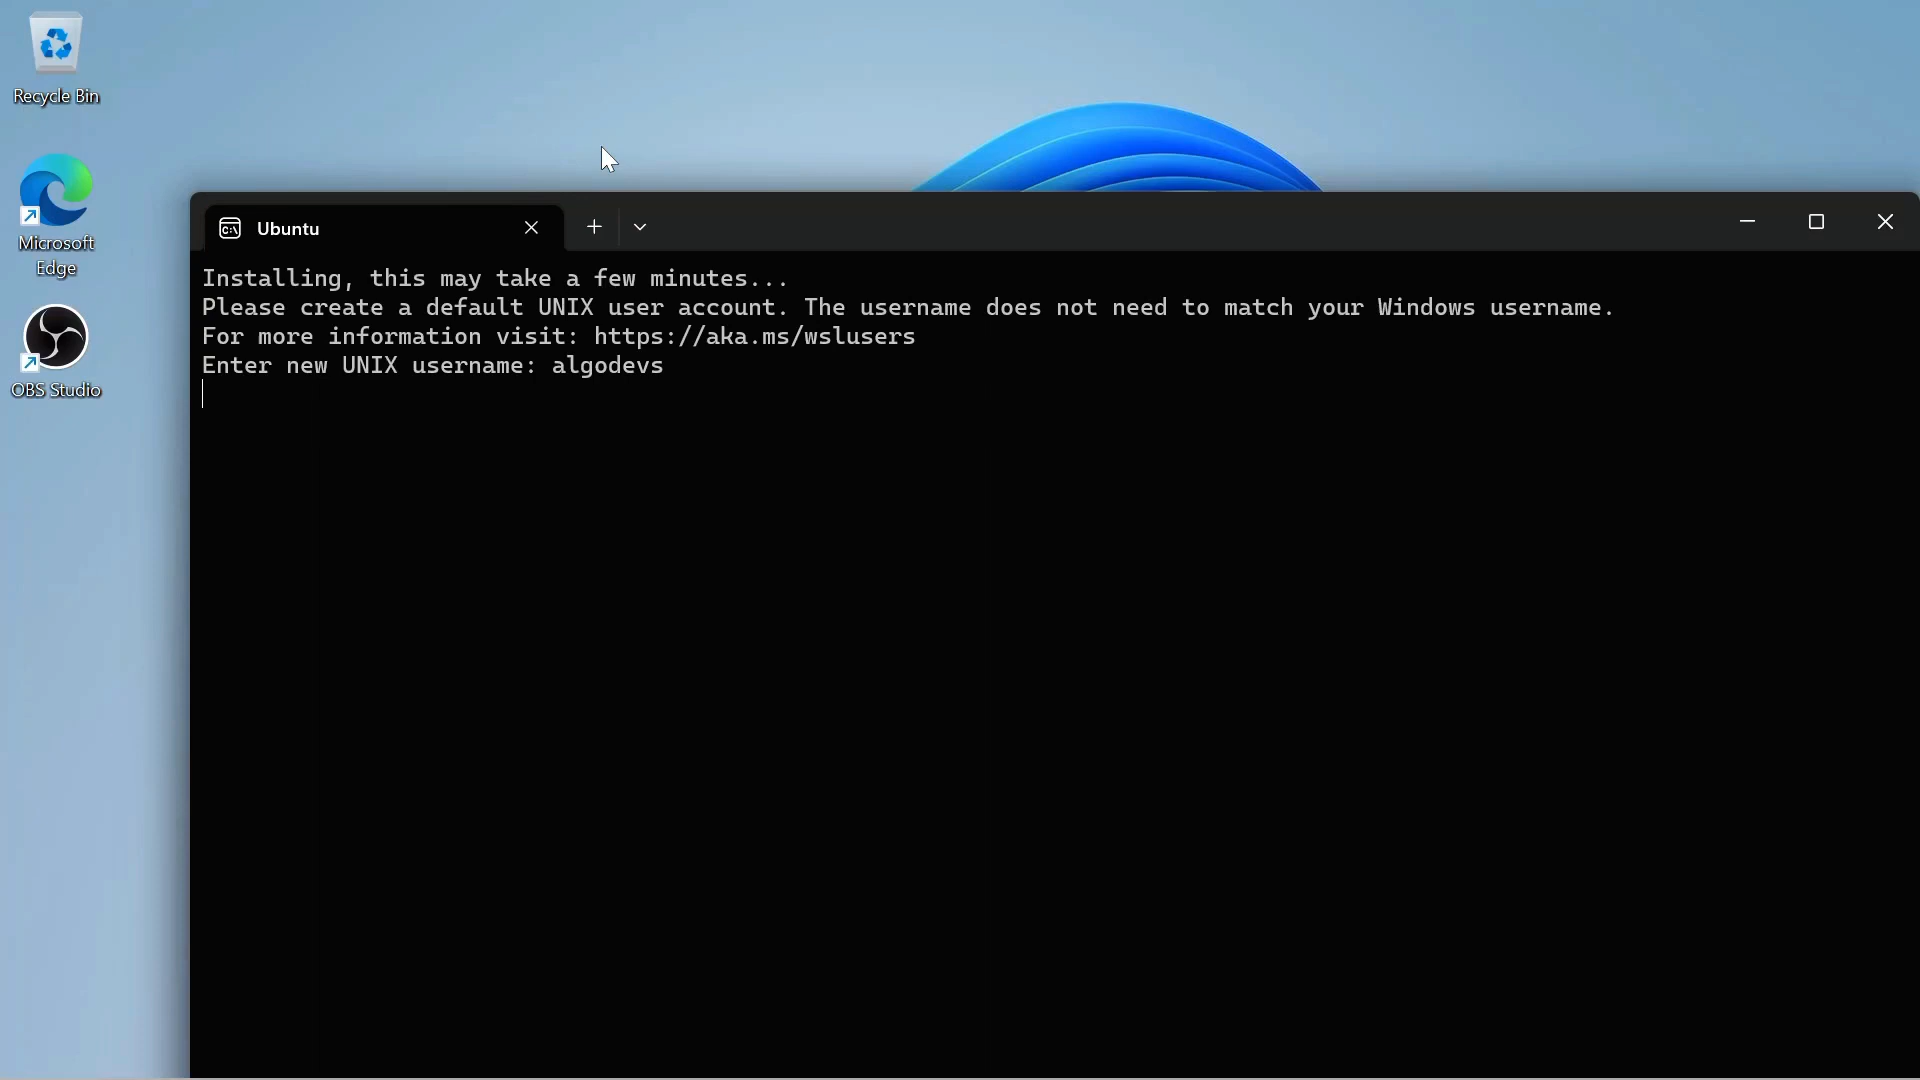 Recycle Bin
Microsoft
Edge
OBS Studio
Ubuntu
Installing, this may take a few minutes...
Please create a default UNIX user account. The username does not need to match your Windows username.
For more information visit: https://aka.ms/wslusers
Enter new UNIX username: algodevs